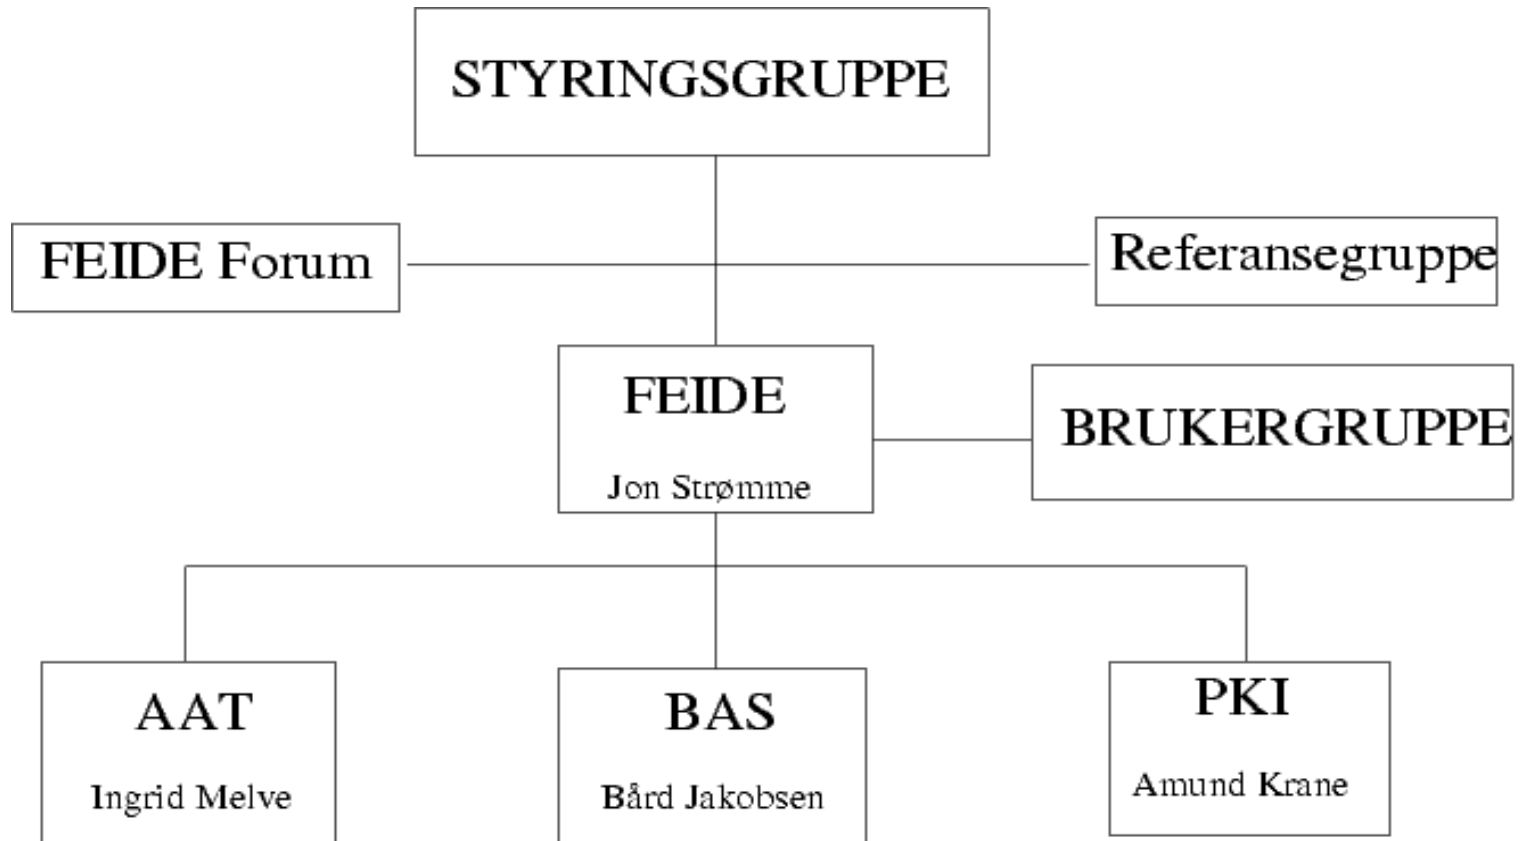 STYRINGSGRUPPE
FEIDE Forum
Referansegruppe
FEIDE
Jon Strømme
BRUKERGRUPPE
AAT
Ingrid Melve
BAS
Bård Jakobsen
PKI
Amund Krane